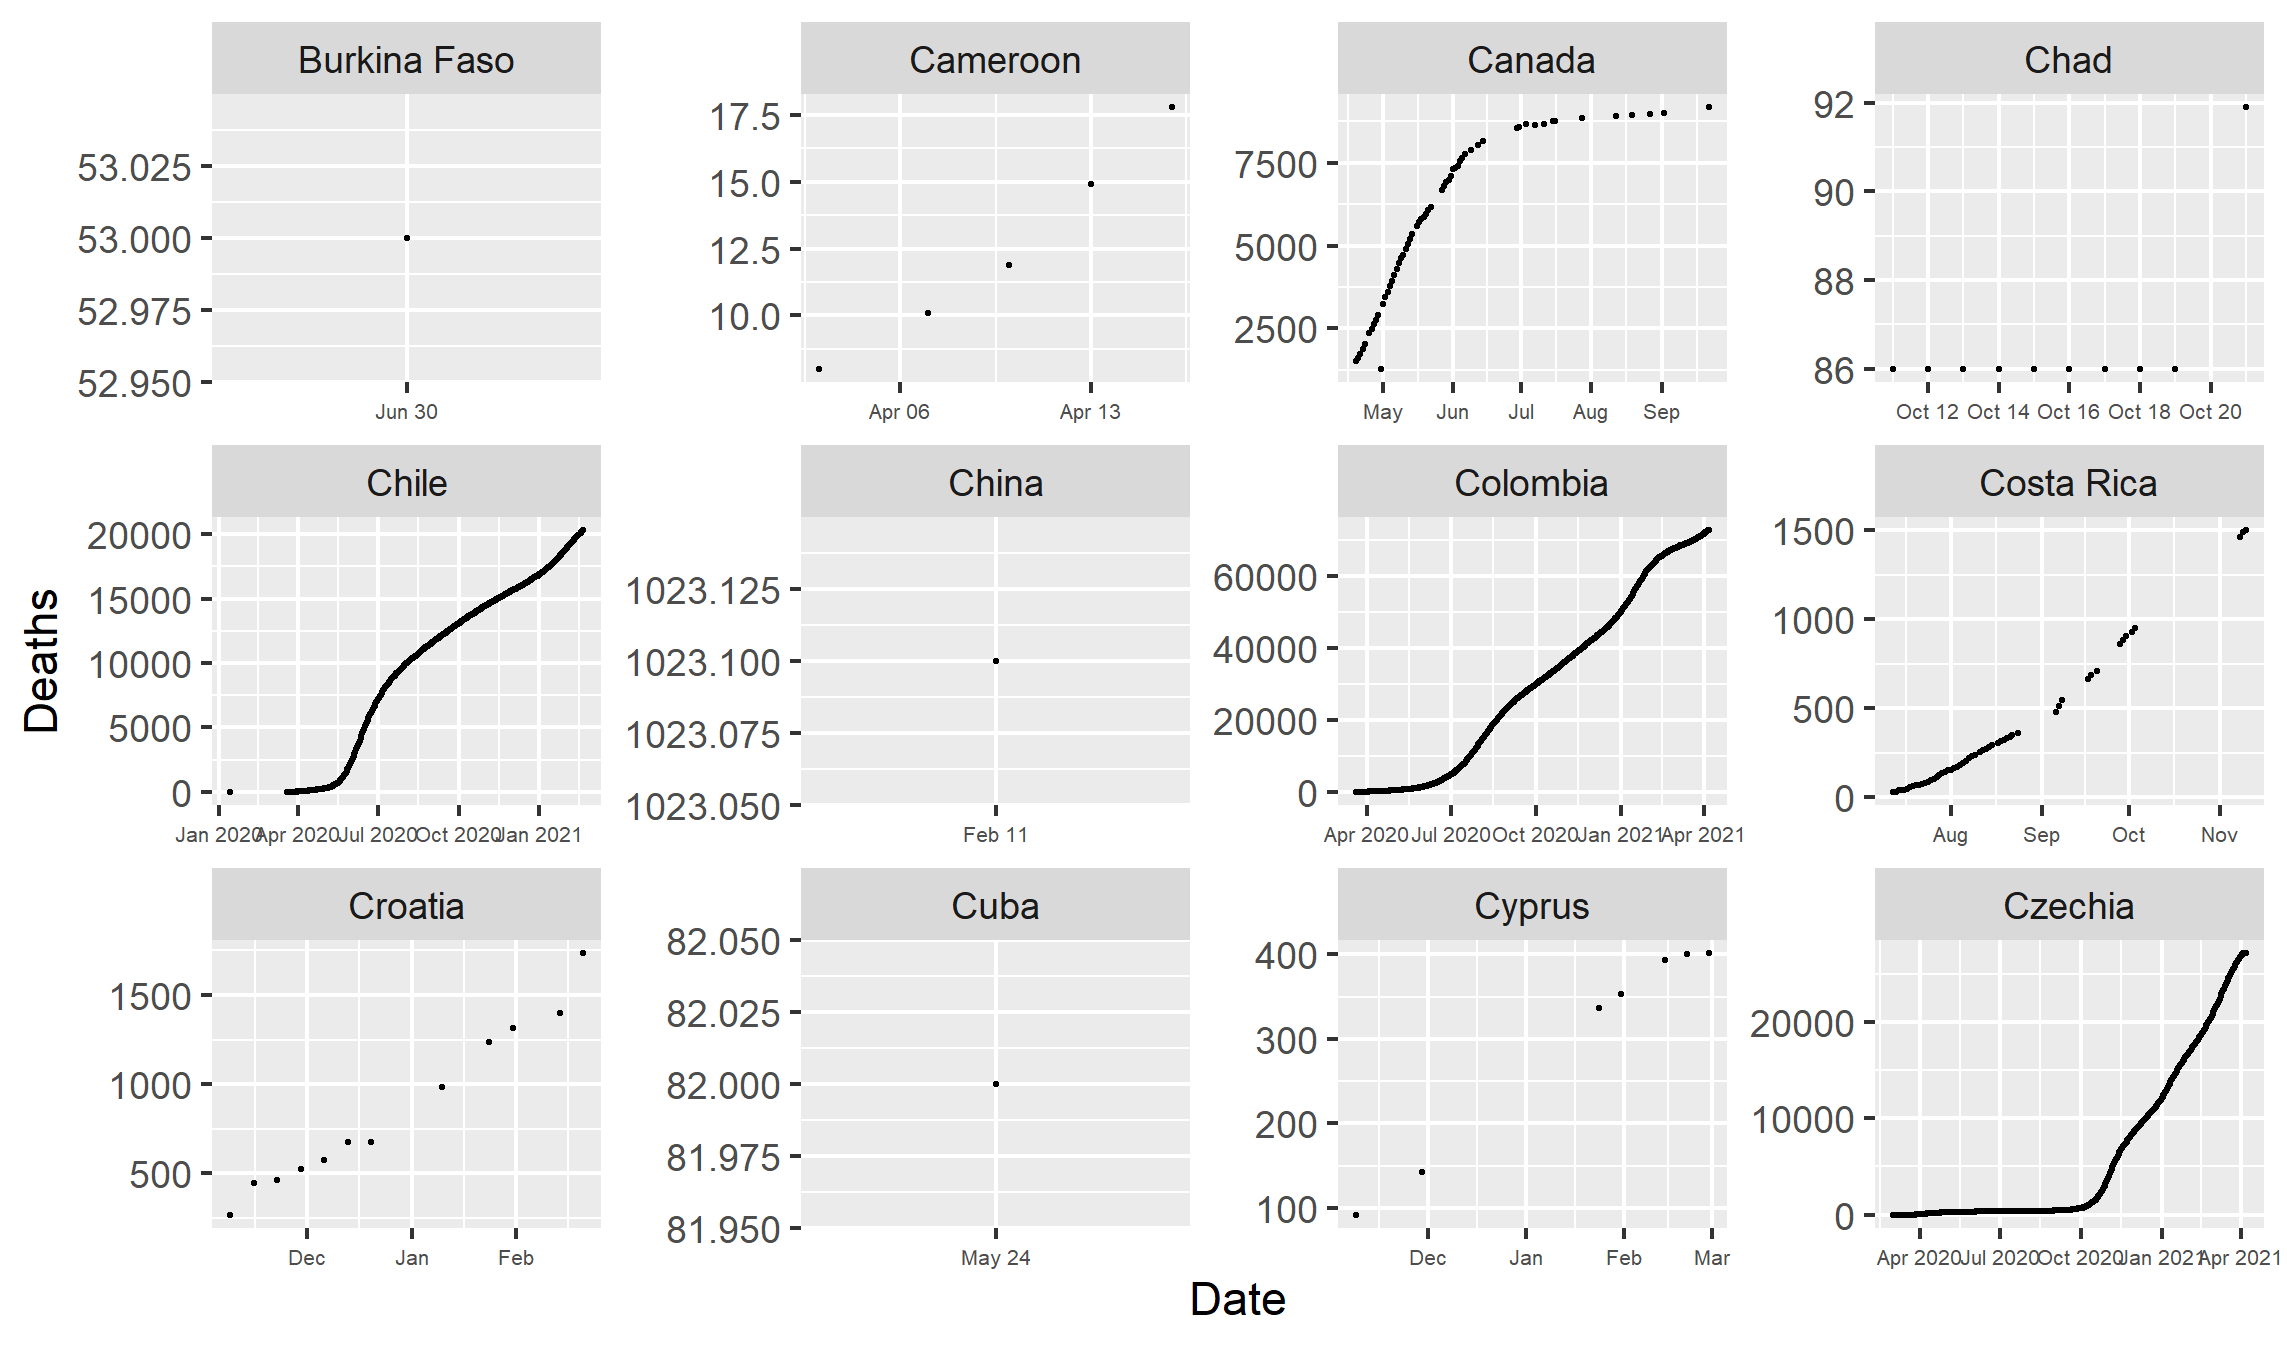 Burkina Faso
Cameroon
Canada
Chad
53.025
53.000
52.975
52.950
Jun 30
17.5
15.0
12.5
10.0
Apr 06 Apr 13
7500
5000
2500
May Jun Jul Aug Sep
92
90
88
86
Oct 12 Oct 14 Oct 16 Oct 18 Oct 20
Chile
China
Colombia
Costa Rica
20000
15000
10000
5000
0
Jan 2020 Apr 2020 Jul 2020 Oct 2020 Jan 2021
1023.125
1023.100
1023.075
1023.050
Feb 11
60000
40000
20000
0
Apr 2020 Jul 2020 Oct 2020 Jan 2021 Apr 2021
1500
1000
500
0
Aug Sep Oct Nov
Croatia
Cuba
Cyprus
Czechia
1500
1000
500
Dec Jan Feb
82.050
82.025
82.000
81.975
81.950
May 24
400
300
200
100
Dec Jan Feb Mar
20000
10000
0
Apr 2020 Jul 2020 Oct 2020 Jan 2021 Apr 2021
Deaths
Date